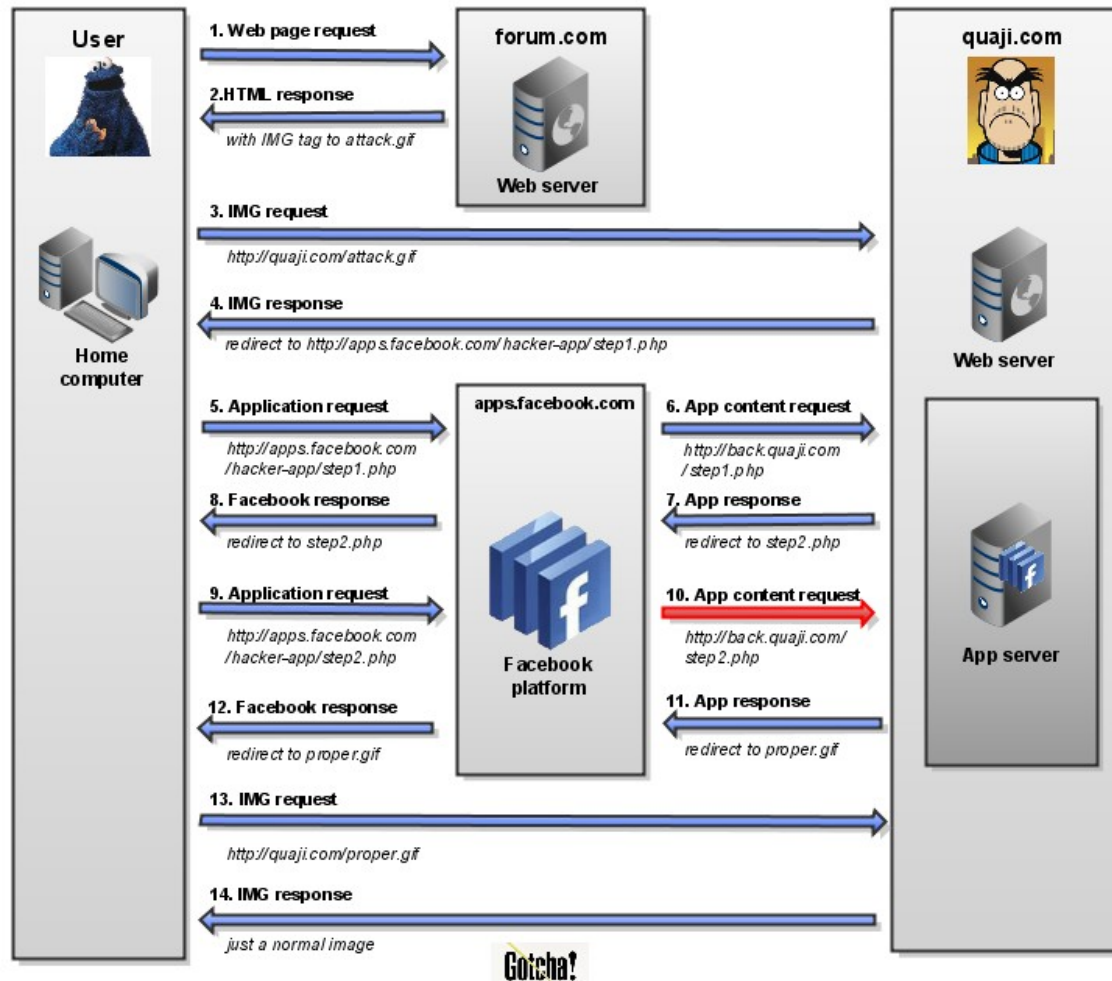 User
forum.com
quaji.com
1. Web page request
2.HTML response
with IMG tag to attack.gif
Web server
3. IMG request
http://quaji.com/attack.gif
4. IMG response
redirect to http://apps.facebook.com/hacker-app/step1.php
Home
computer
Web server
5. Application request
http://apps.facebook.com
/hacker-app/step1.php
apps.facebook.com
6. App content request
http://back.quaji.com
/step1.php
8. Facebook response
redirect to step2.php
7. App response
redirect to step2.php
9. Application request
http://apps.facebook.com
/hacker-app/step2.php
f
Facebook
platform
10. App content request
http://back.quaji.com/
step2.php
f
App server
12. Facebook response
redirect to proper.gif
11. App response
redirect to proper.gif
13. IMG request
http://quaji.com/proper.gif
14. IMG response
just a normal image
Gotcha!